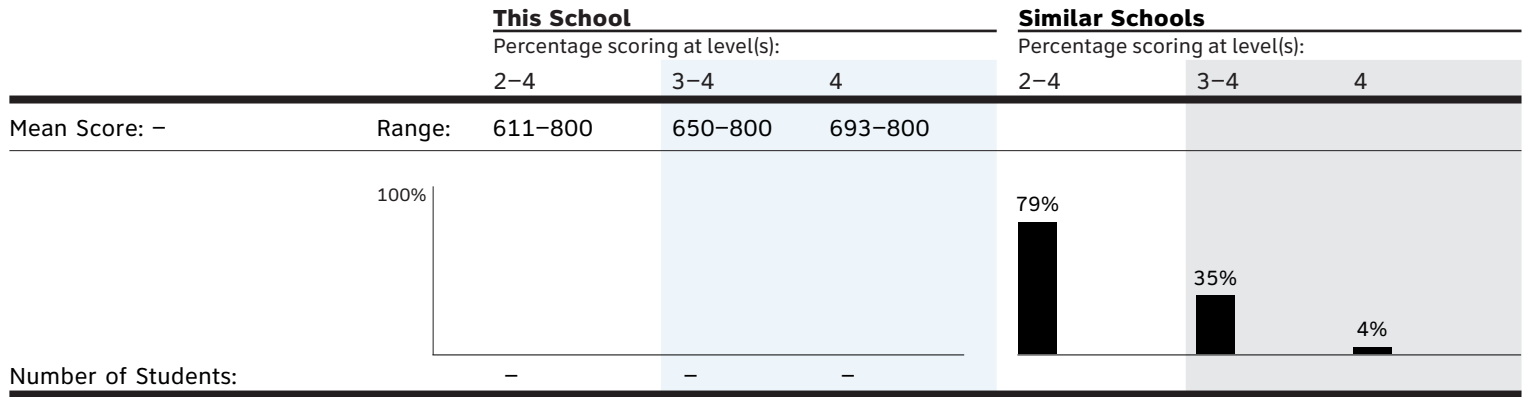 This School Similar Schools
Percentage scoring at level(s): Percentage scoring at level(s):
2–4 3–4 4 2–4 3–4 4
Mean Score: – Range: 611–800 650–800 693–800
100%
79%
35%
4%
Number of Students: – – –